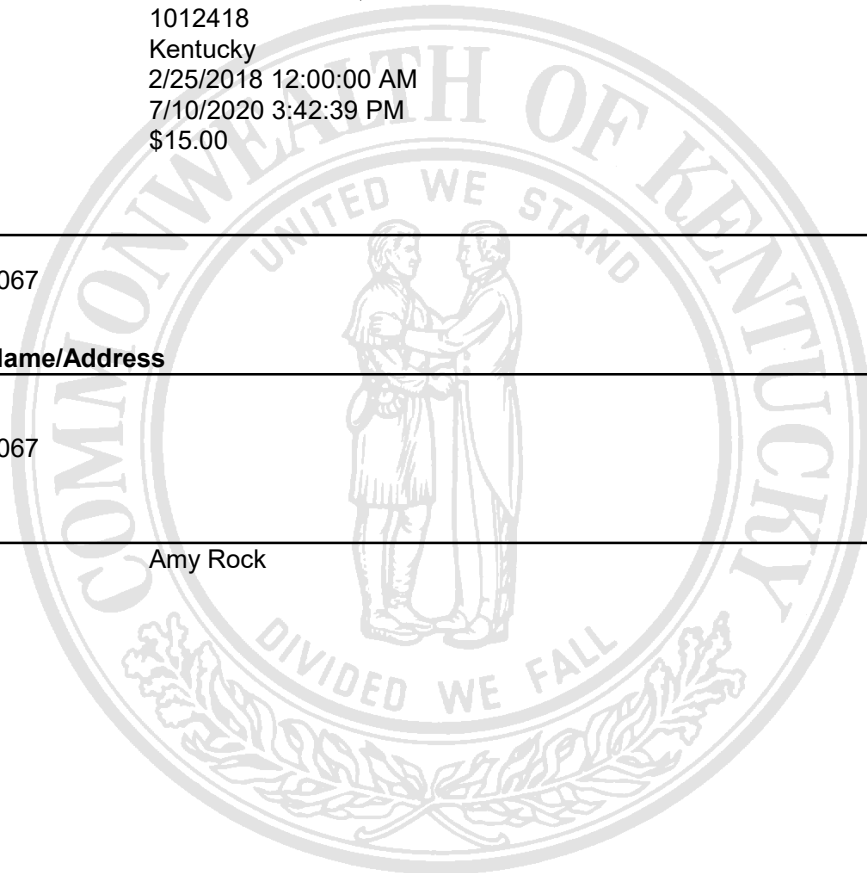 1012418
Kentucky
2/25/2018 12:00:00 AM
7/10/2020 3:42:39 PM
$15.00
067
Name/Address
067
Amy Rock
COMMONWEALTH OF KENTUCKY
UNITED WE STAND
DIVIDED WE FALL